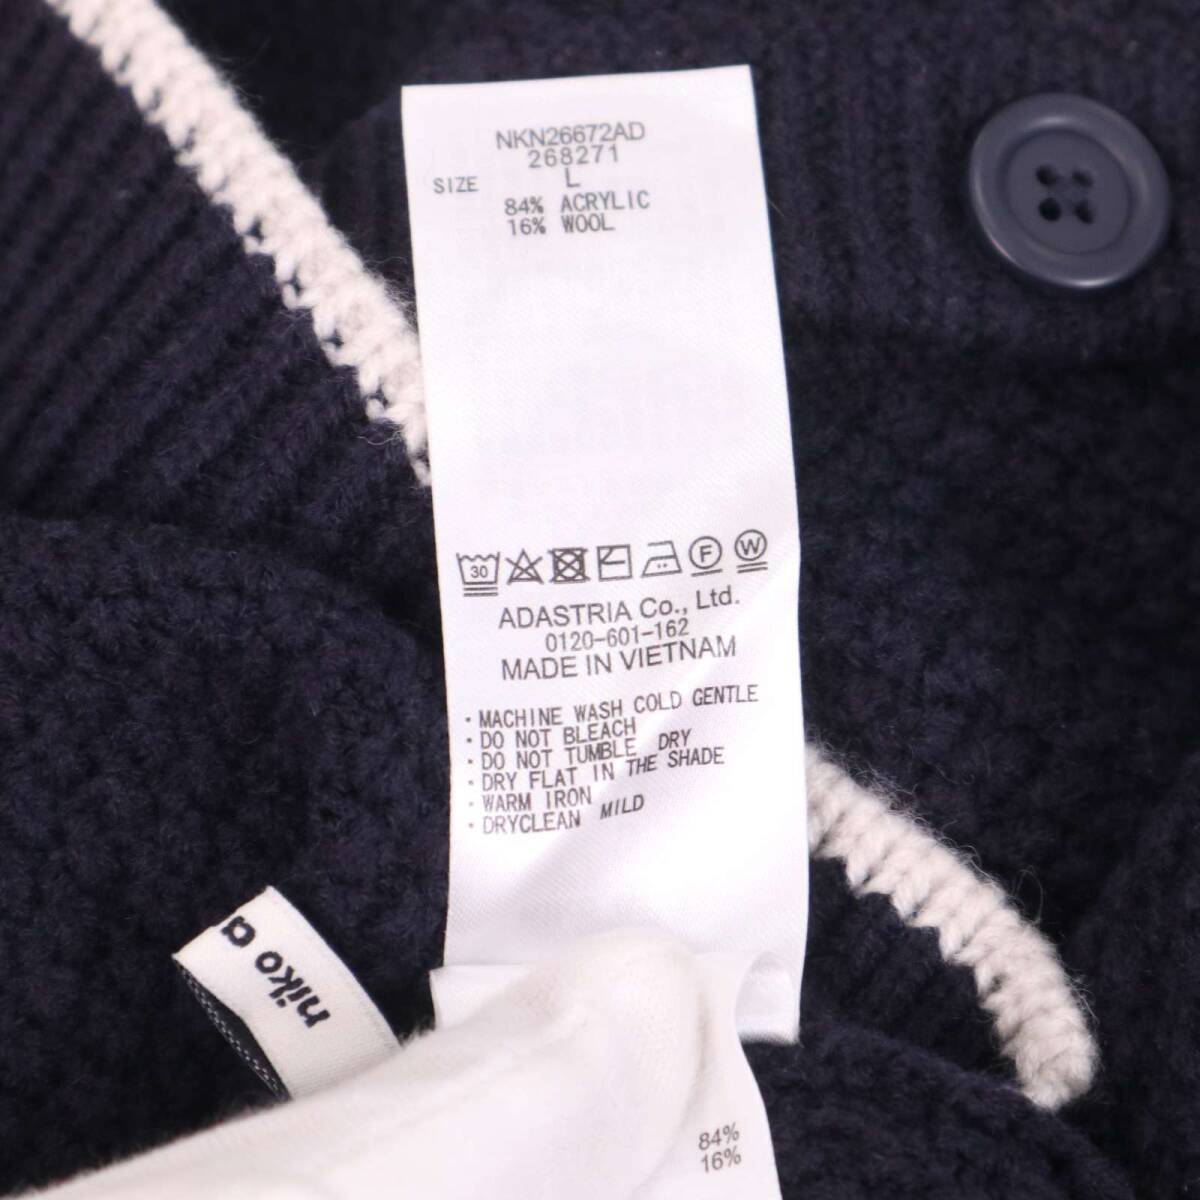 NKN26672AD
268271
SIZE L
84% ACRYLIC
16% WOOL
30 F W
ADASTRIA Co., Ltd.
0120-601-162
MADE IN VIETNAM
・MACHINE WASH COLD GENTLE
・DO NOT BLEACH
・DO NOT TUMBLE DRY
・DRY FLAT IN THE SHADE
・WARM IRON
・DRYCLEAN MILD
niko a
84%
16%